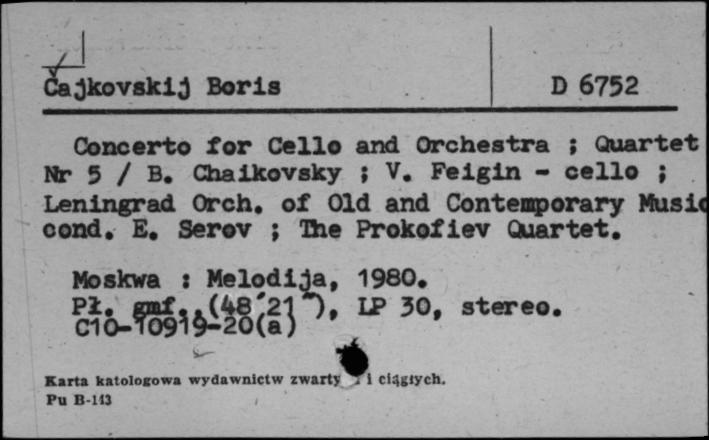 Čajkovskij Boris D 6752
Concerto for Cello and Orchestra ; Quartet
Nr 5 / B. Chaikovsky ; V. Feigin - cello ;
Leningrad Orch. of Old and Contemporary Music
cond. E. Serov ; The Prokofiev Quartet.
Moskwa : Melodija, 1980.
Pł. gmf., (48´21˝), LP 30, stereo.
C10-10919-20(a)
Karta katologowa wydawnictw zwarty i ciągłych.
Pu B-143